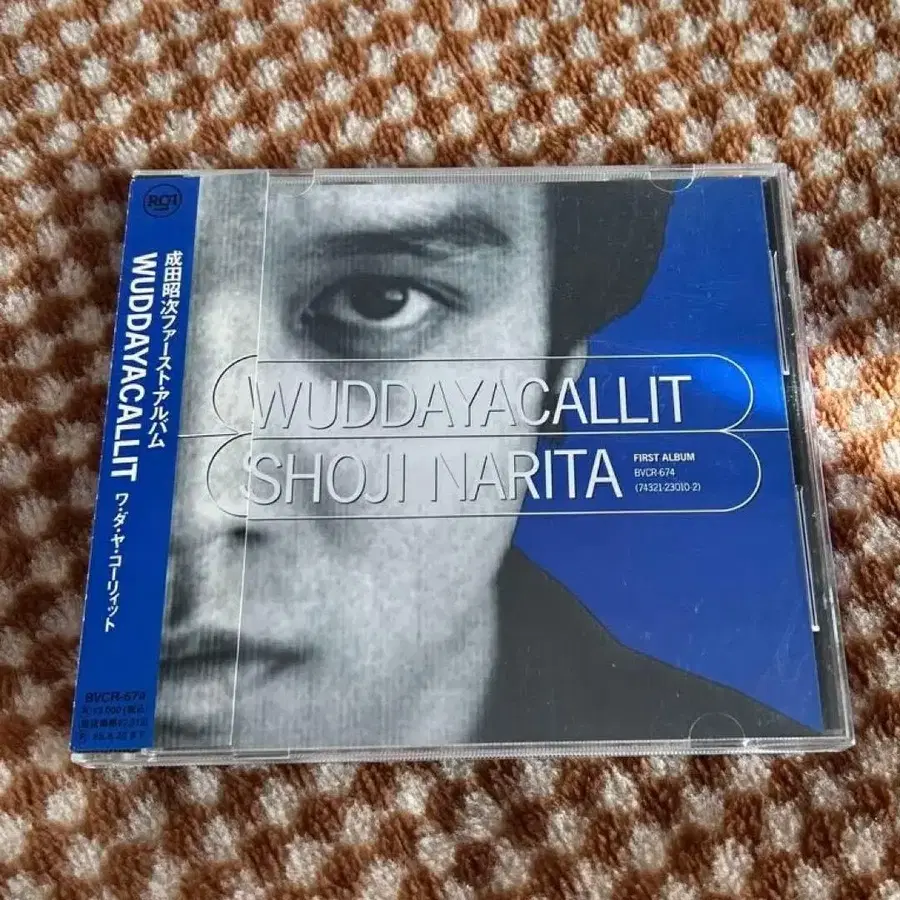 RCA
成田昭次ファースト・アルバム
WUDDAYACALLIT
ワ・ダ・ヤ・コーリィット
BVCR-674
WUDDAYACALLIT
SHOJI NARITA
FIRST ALBUM
BVCR-674
(74321-23010-2)